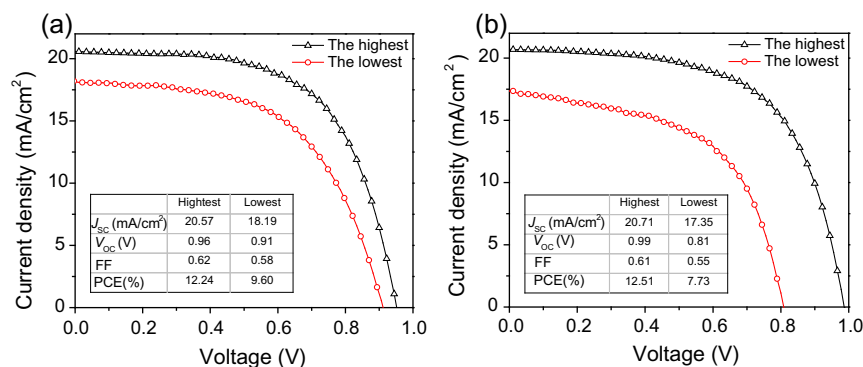 (a)
The highest
The lowest
Current density (mA/cm²)
20
15
10
5
0
Hightest Lowest
JSC (mA/cm²) 20.57 18.19
VOC (V) 0.96 0.91
FF 0.62 0.58
PCE(%) 12.24 9.60
0.0 0.2 0.4 0.6 0.8 1.0
Voltage (V)
(b)
The highest
The lowest
Current density (mA/cm²)
20
15
10
5
0
Highest Lowest
JSC (mA/cm²) 20.71 17.35
VOC (V) 0.99 0.81
FF 0.61 0.55
PCE(%) 12.51 7.73
0.0 0.2 0.4 0.6 0.8 1.0
Voltage (V)